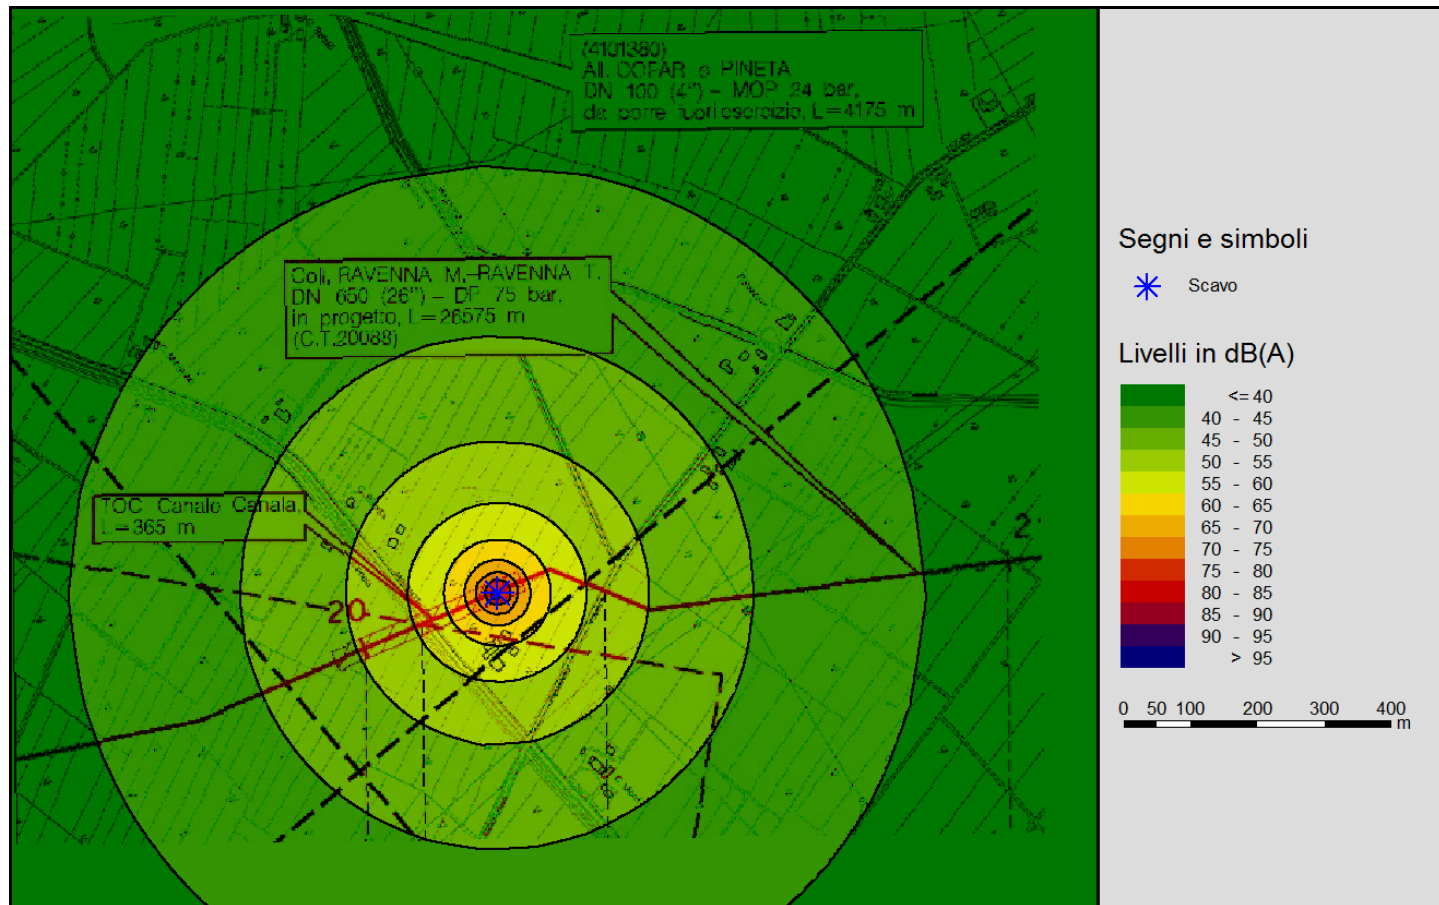 (4101380)
All. COFAR e PINETA
DN 100 (4") – MOP 24 bar,
da porre fuori esercizio, L=4175 m
Coll. RAVENNA M.–RAVENNA T.
DN 650 (26") – DP 75 bar,
in progetto, L=26575 m
(C.T.20088)
TOC Canale Canala,
L=365 m
20
2
Segni e simboli
Scavo
Livelli in dB(A)
<= 40
40 - 45
45 - 50
50 - 55
55 - 60
60 - 65
65 - 70
70 - 75
75 - 80
80 - 85
85 - 90
90 - 95
> 95
0 50 100 200 300 400
m